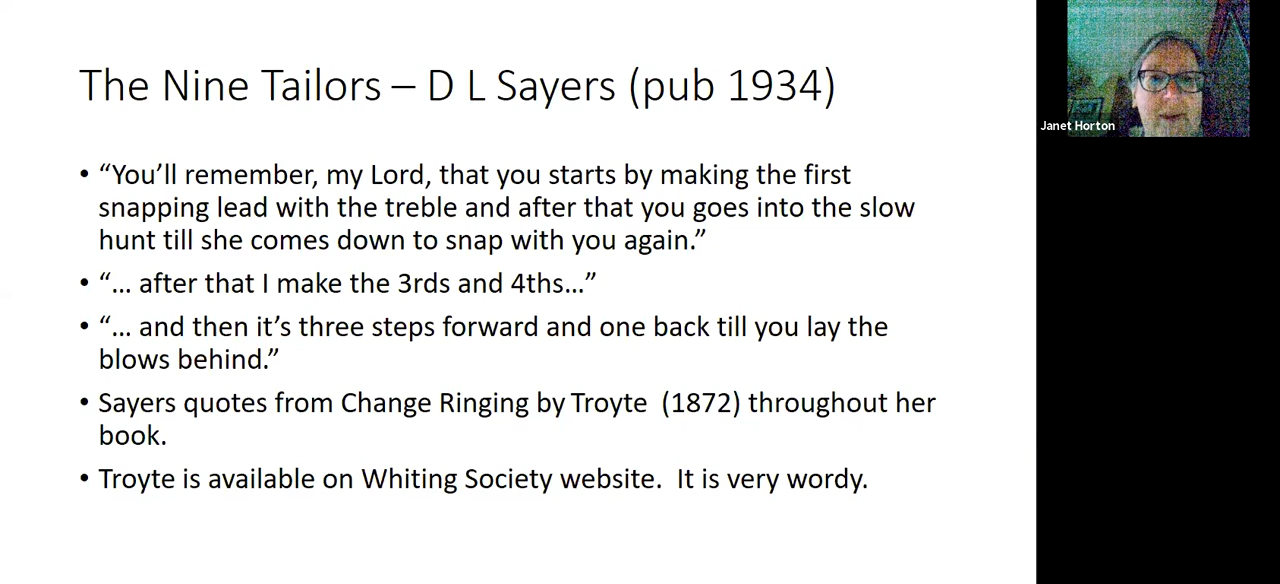 The Nine Tailors – D L Sayers (pub 1934)
• “You’ll remember, my Lord, that you starts by making the first
snapping lead with the treble and after that you goes into the slow
hunt till she comes down to snap with you again.”
• “… after that I make the 3rds and 4ths…”
• “… and then it’s three steps forward and one back till you lay the
blows behind.”
• Sayers quotes from Change Ringing by Troyte  (1872) throughout her
book.
• Troyte is available on Whiting Society website.  It is very wordy.
Janet Horton